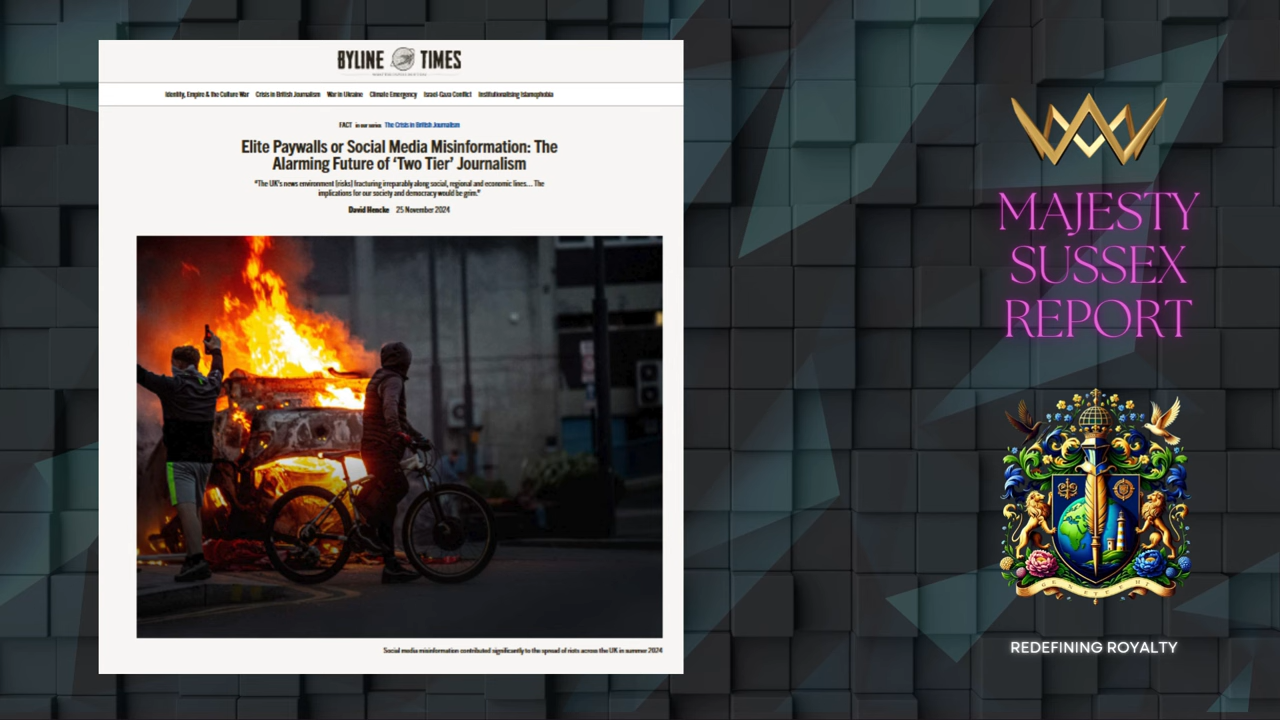 BYLINE TIMES
Identity, Empire & the Culture War Crisis in British Journalism War in Ukraine Climate Emergency Israel-Gaza Conflict Institutionalising Islamophobia
FACT in our series The Crisis in British Journalism
Elite Paywalls or Social Media Misinformation: The
Alarming Future of ‘Two Tier’ Journalism
“The UK’s news environment [risks] fracturing irreparably along social, regional and economic lines… The
implications for our society and democracy would be grim.”
David Hencke 25 November 2024
Social media misinformation contributed significantly to the spread of riots across the UK in summer 2024
MAJESTY
SUSSEX
REPORT
REDEFINING ROYALTY